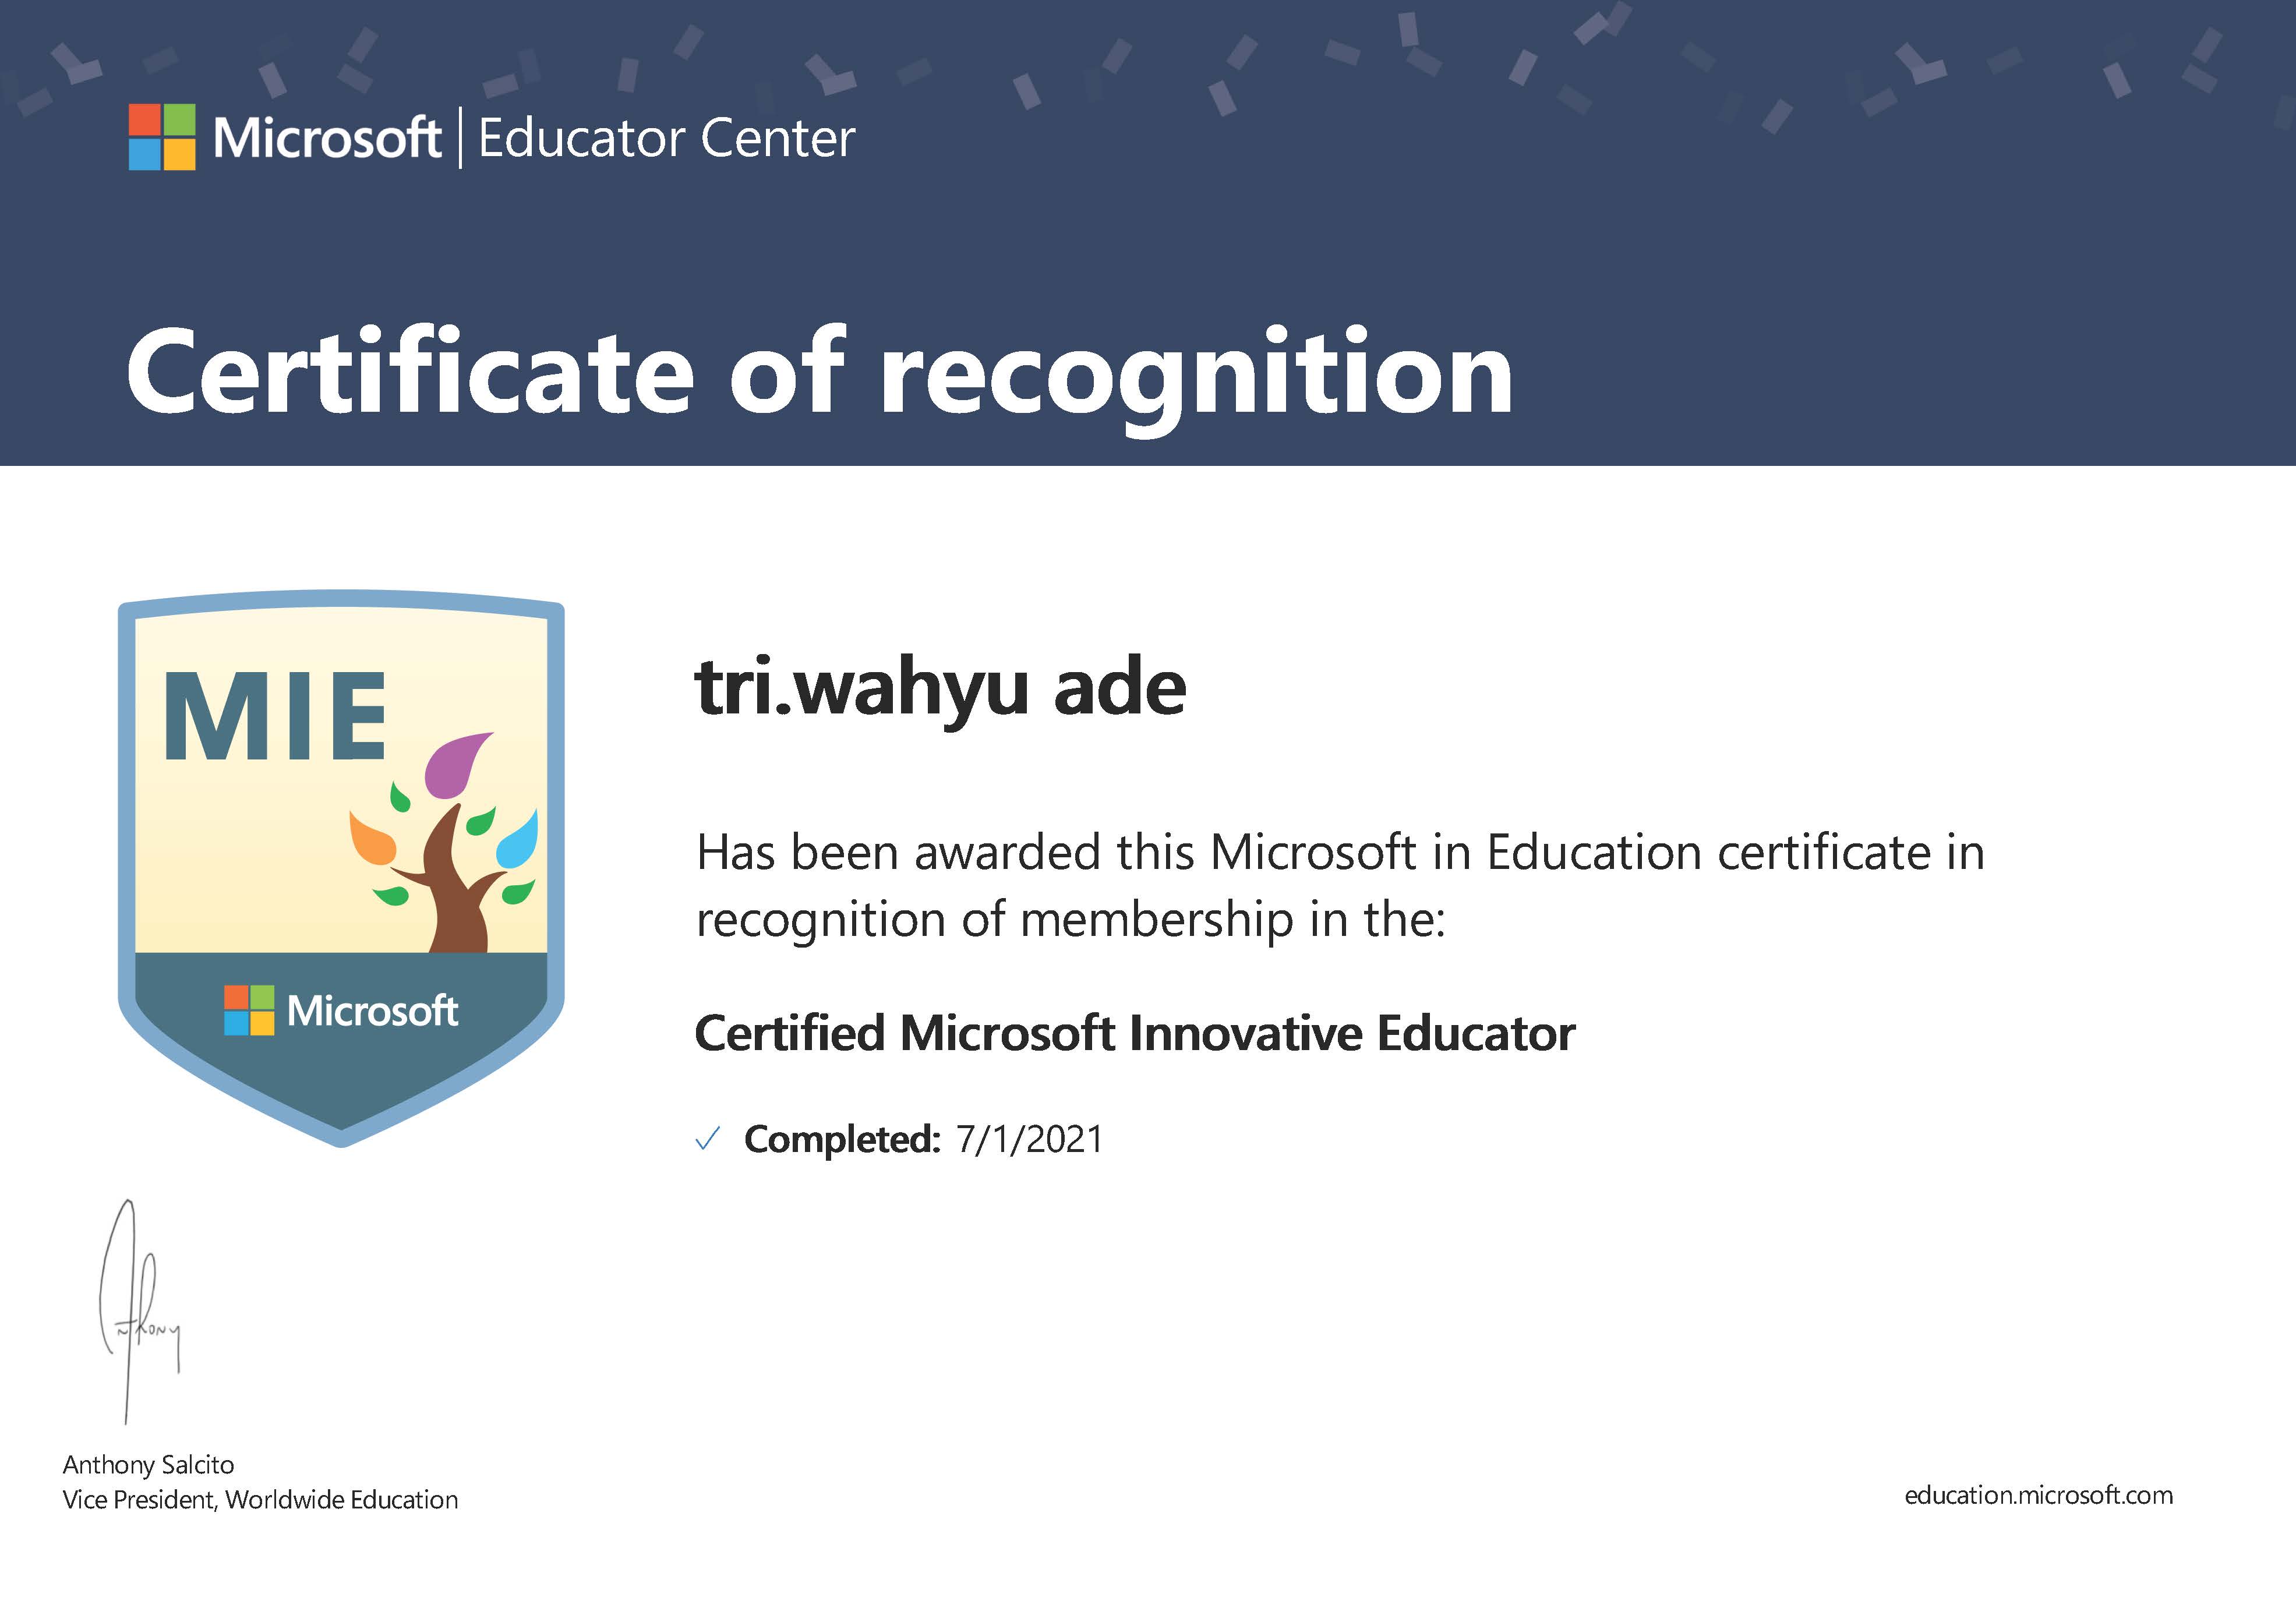 Microsoft | Educator Center
Certificate of recognition
MIE
Microsoft
tri.wahyu ade
Has been awarded this Microsoft in Education certificate in
recognition of membership in the:
Certified Microsoft Innovative Educator
✓ Completed: 7/1/2021
Anthony
Anthony Salcito
Vice President, Worldwide Education
education.microsoft.com